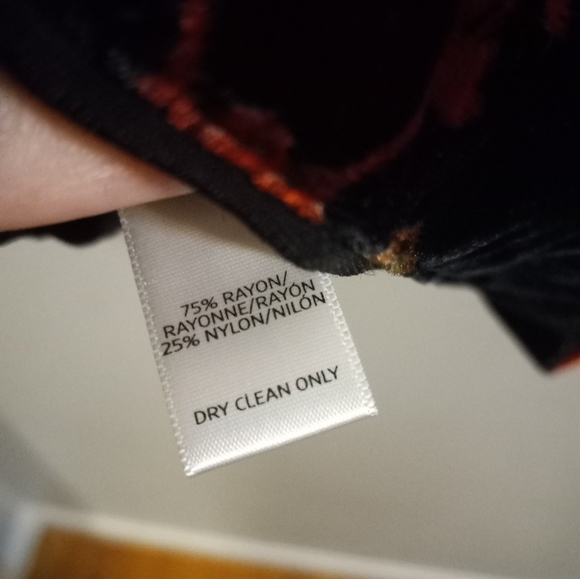 75% RAYON/
RAYONNE/RAYÓN
25% NYLON/NILÓN
DRY CLEAN ONLY